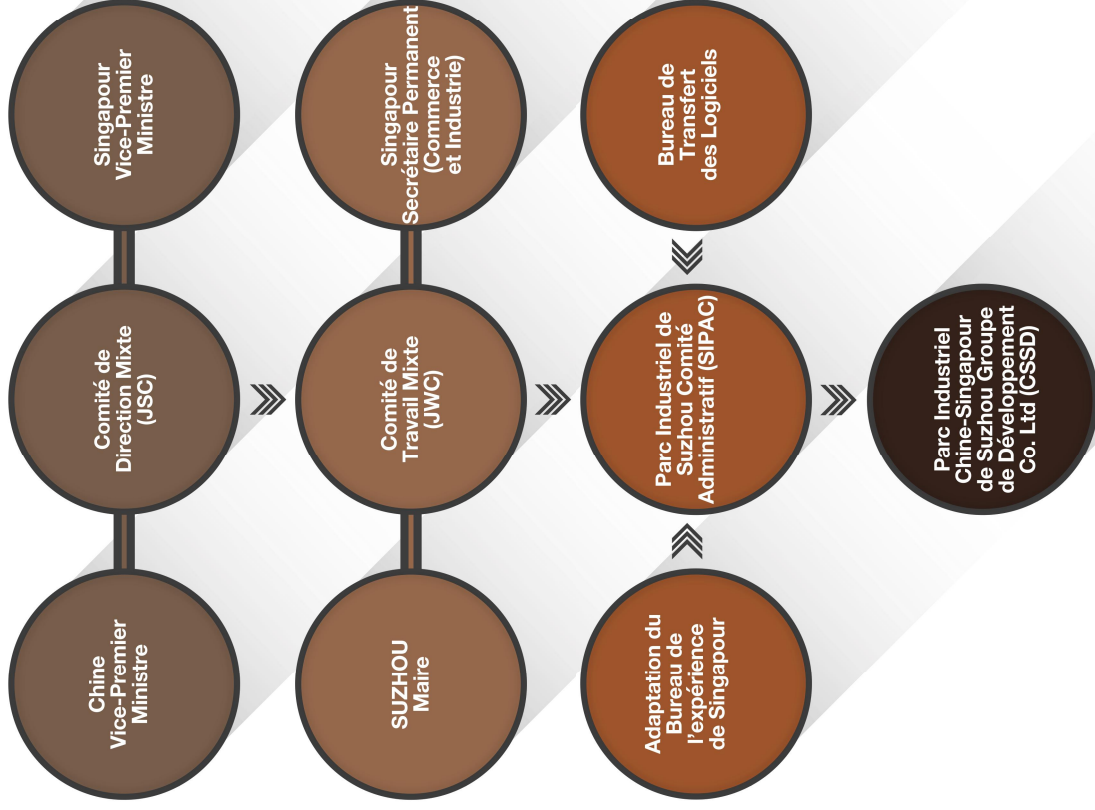 Chine
Vice-Premier
Ministre
Comité de
Direction Mixte
(JSC)
Singapour
Vice-Premier
Ministre
SUZHOU
Maire
Comité de
Travail Mixte
(JWC)
Singapour
Secrétaire Permanent
(Commerce
et Industrie)
Adaptation du
Bureau de
l'expérience
de Singapour
Parc Industriel de
Suzhou Comité
Administratif (SIPAC)
Bureau de
Transfert
des Logiciels
Parc Industriel
Chine-Singapour
de Suzhou Groupe
de Développement
Co. Ltd (CSSD)